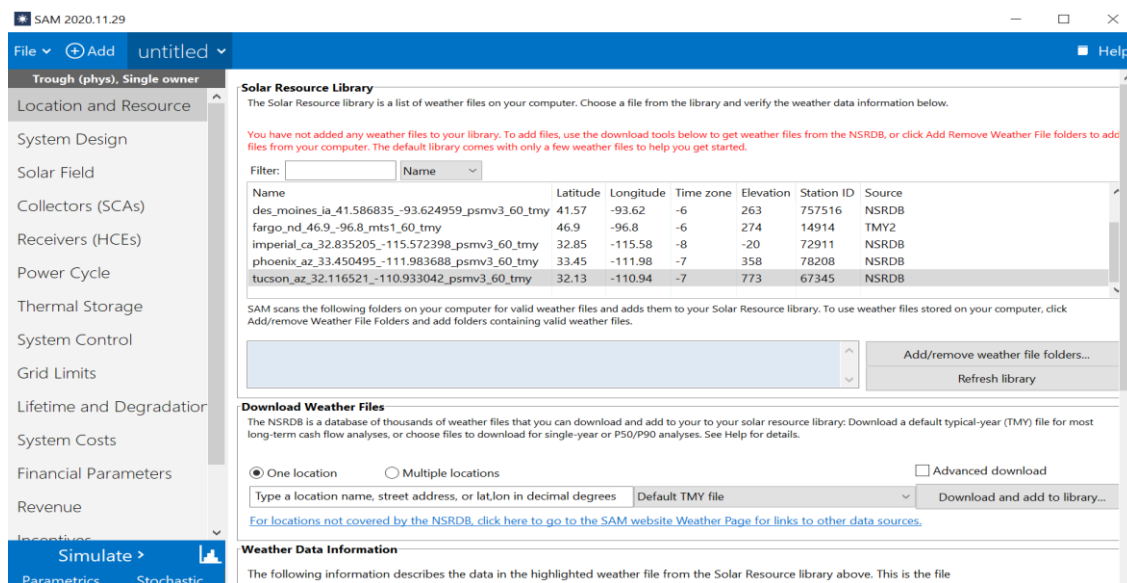 SAM 2020.11.29
File Add untitled Help
Trough (phys), Single owner
Location and Resource
System Design
Solar Field
Collectors (SCAs)
Receivers (HCEs)
Power Cycle
Thermal Storage
System Control
Grid Limits
Lifetime and Degradation
System Costs
Financial Parameters
Revenue
Incentives
Simulate >
Parametrics Stochastic
Solar Resource Library
The Solar Resource library is a list of weather files on your computer. Choose a file from the library and verify the weather data information below.
You have not added any weather files to your library. To add files, use the download tools below to get weather files from the NSRDB, or click Add Remove Weather File folders to add
files from your computer. The default library comes with only a few weather files to help you get started.
Filter: Name
Name Latitude Longitude Time zone Elevation Station ID Source
des_moines_ia_41.586835_-93.624959_psmv3_60_tmy 41.57 -93.62 -6 263 757516 NSRDB
fargo_nd_46.9_-96.8_mts1_60_tmy 46.9 -96.8 -6 274 14914 TMY2
imperial_ca_32.835205_-115.572398_psmv3_60_tmy 32.85 -115.58 -8 -20 72911 NSRDB
phoenix_az_33.450495_-111.983688_psmv3_60_tmy 33.45 -111.98 -7 358 78208 NSRDB
tucson_az_32.116521_-110.933042_psmv3_60_tmy 32.13 -110.94 -7 773 67345 NSRDB
SAM scans the following folders on your computer for valid weather files and adds them to your Solar Resource library. To use weather files stored on your computer, click
Add/remove Weather File Folders and add folders containing valid weather files.
Add/remove weather file folders...
Refresh library
Download Weather Files
The NSRDB is a database of thousands of weather files that you can download and add to your to your solar resource library: Download a default typical-year (TMY) file for most
long-term cash flow analyses, or choose files to download for single-year or P50/P90 analyses. See Help for details.
One location Multiple locations Advanced download
Type a location name, street address, or lat,lon in decimal degrees Default TMY file Download and add to library...
For locations not covered by the NSRDB, click here to go to the SAM website Weather Page for links to other data sources.
Weather Data Information
The following information describes the data in the highlighted weather file from the Solar Resource library above. This is the file